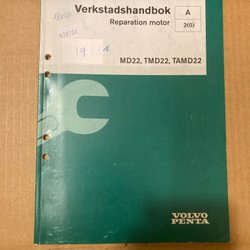 Verkstadshandbok
Reparation motor
A
2(0)
MD22, TMD22, TAMD22
VOLVO
PENTA